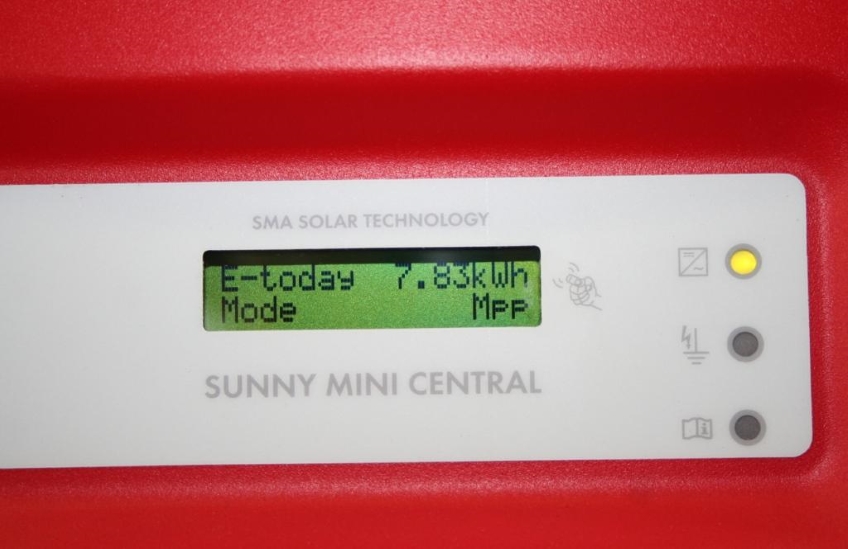 SMA SOLAR TECHNOLOGY
E-today 7.83kWh
Mode Mpp
SUNNY MINI CENTRAL